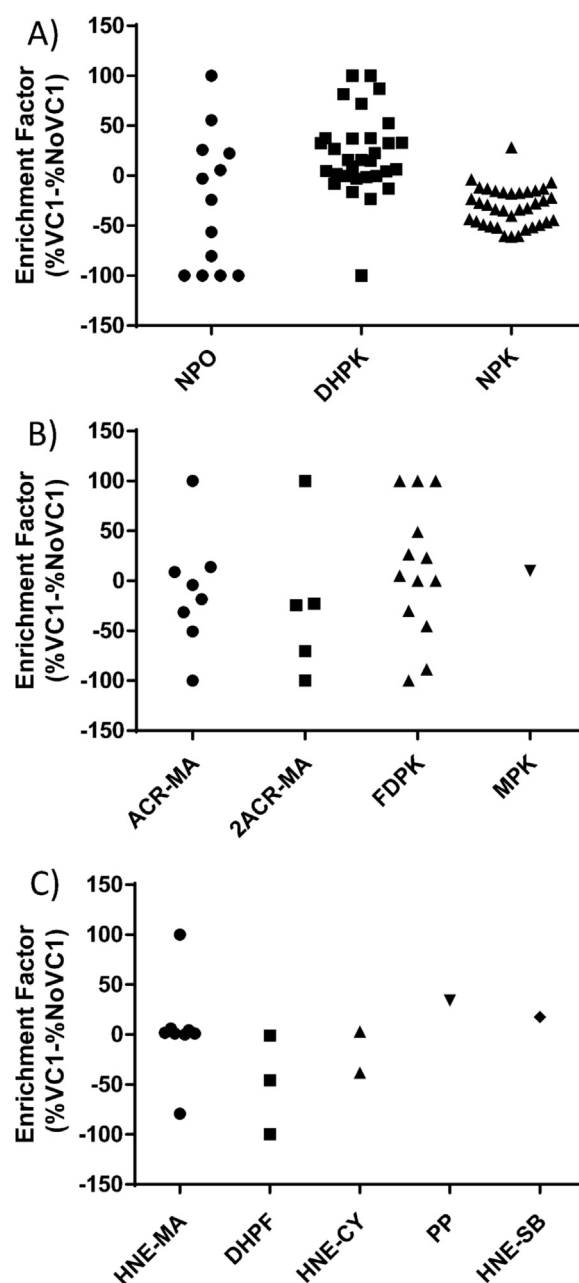 A)
Enrichment Factor
(%VC1-%NoVC1)
150
100
50
0
-50
-100
-150
NPO
DHPK
NPK
B)
Enrichment Factor
(%VC1-%NoVC1)
150
100
50
0
-50
-100
-150
ACR-MA
2ACR-MA
FDPK
MPK
C)
Enrichment Factor
(%VC1-%NoVC1)
150
100
50
0
-50
-100
-150
HNE-MA
DHPF
HNE-CY
PP
HNE-SB